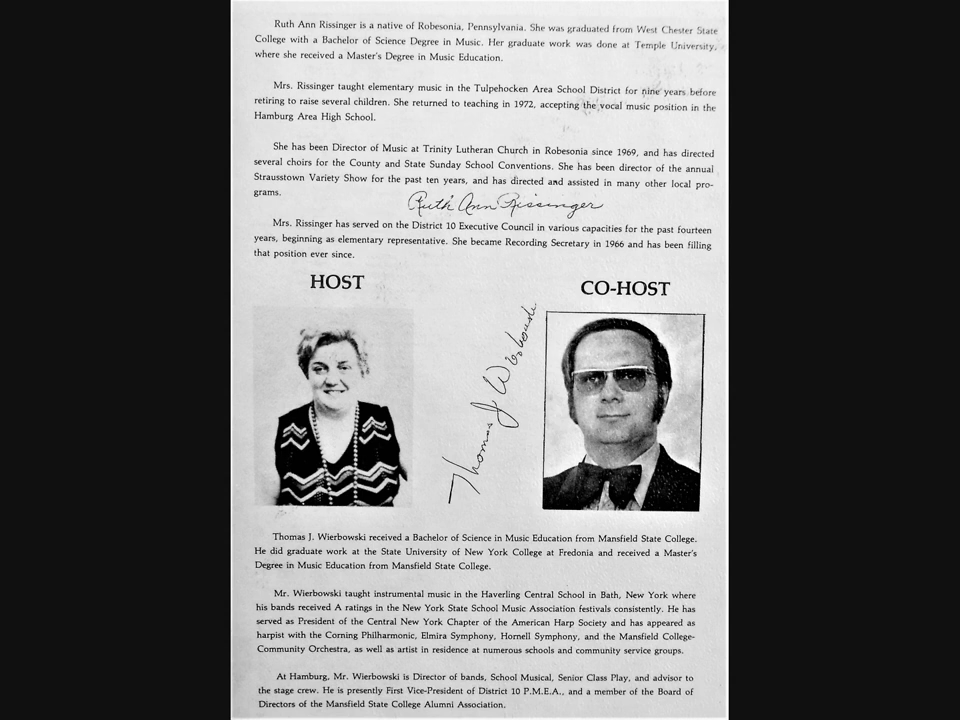 Ruth Ann Rissinger is a native of Robesonia, Pennsylvania. She was graduated from West Chester State
College with a Bachelor of Science Degree in Music. Her graduate work was done at Temple University,
where she received a Master's Degree in Music Education.
Mrs. Rissinger taught elementary music in the Tulpehocken Area School District for nine years before
retiring to raise several children. She returned to teaching in 1972, accepting the vocal music position in the
Hamburg Area High School.
She has been Director of Music at Trinity Lutheran Church in Robesonia since 1969, and has directed
several choirs for the County and State Sunday School Conventions. She has been director of the annual
Strausstown Variety Show for the past ten years, and has directed and assisted in many other local pro-
grams.
Ruth Ann Rissinger
Mrs. Rissinger has served on the District 10 Executive Council in various capacities for the past fourteen
years, beginning as elementary representative. She became Recording Secretary in 1966 and has been filling
that position ever since.
HOST
CO-HOST
Thomas J Wierbowski
Thomas J. Wierbowski received a Bachelor of Science in Music Education from Mansfield State College.
He did graduate work at the State University of New York College at Fredonia and received a Master's
Degree in Music Education from Mansfield State College.
Mr. Wierbowski taught instrumental music in the Haverling Central School in Bath, New York where
his bands received A ratings in the New York State School Music Association festivals consistently. He has
served as President of the Central New York Chapter of the American Harp Society and has appeared as
harpist with the Corning Philharmonic, Elmira Symphony, Hornell Symphony, and the Mansfield College-
Community Orchestra, as well as artist in residence at numerous schools and community service groups.
At Hamburg, Mr. Wierbowski is Director of bands, School Musical, Senior Class Play, and advisor to
the stage crew. He is presently First Vice-President of District 10 P.M.E.A., and a member of the Board of
Directors of the Mansfield State College Alumni Association.